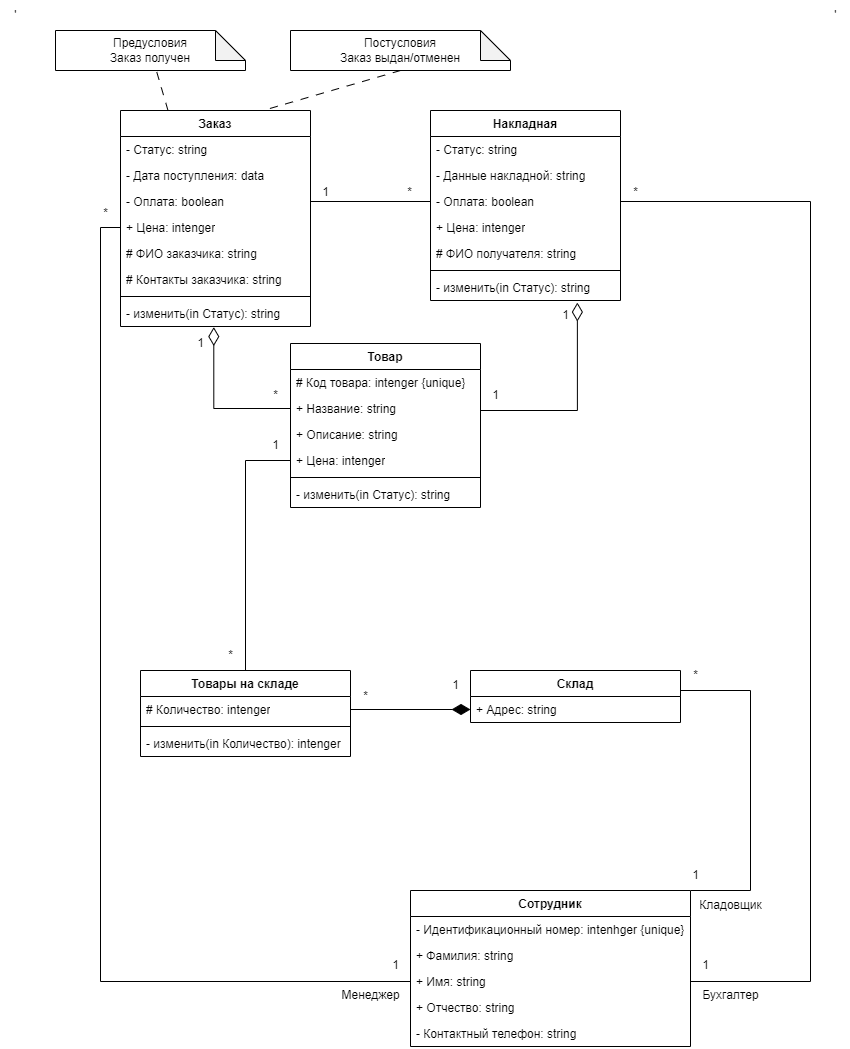 Предусловия
Заказ получен
Постусловия
Заказ выдан/отменен
Заказ
- Статус: string
- Дата поступления: data
- Оплата: boolean
+ Цена: intenger
# ФИО заказчика: string
# Контакты заказчика: string
- изменить(in Статус): string
Накладная
- Статус: string
- Данные накладной: string
- Оплата: boolean
+ Цена: intenger
# ФИО получателя: string
- изменить(in Статус): string
1
*
*
*
1
1
Товар
# Код товара: intenger {unique}
+ Название: string
+ Описание: string
+ Цена: intenger
- изменить(in Статус): string
*
1
1
*
Товары на складе
# Количество: intenger
- изменить(in Количество): intenger
*
1
Склад
+ Адрес: string
*
1
Кладовщик
Сотрудник
- Идентификационный номер: intenhger {unique}
+ Фамилия: string
+ Имя: string
+ Отчество: string
- Контактный телефон: string
1
Менеджер
1
Бухгалтер